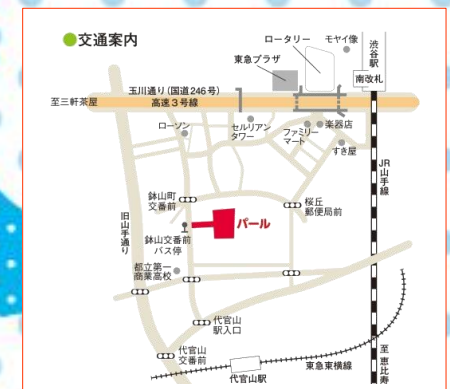 ●交通案内
ロータリー
モヤイ像
渋谷駅
東急プラザ
南改札
玉川通り(国道246号)
高速3号線
至三軒茶屋
ローソン
セルリアン
タワー
ファミリー
マート
楽器店
すき屋
JR山手線
鉢山町
交番前
桜丘
郵便局前
パール
旧山手通り
鉢山交番前
バス停
都立第一
商業高校
代官山
駅入口
代官山
交番前
代官山駅
東急東横線
至恵比寿